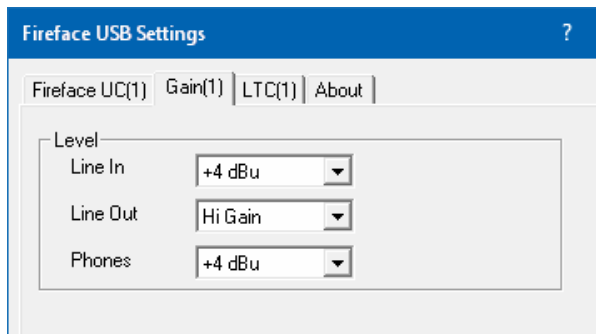 Fireface USB Settings ?
Fireface UC(1) Gain(1) LTC(1) About
Level
Line In +4 dBu
Line Out Hi Gain
Phones +4 dBu